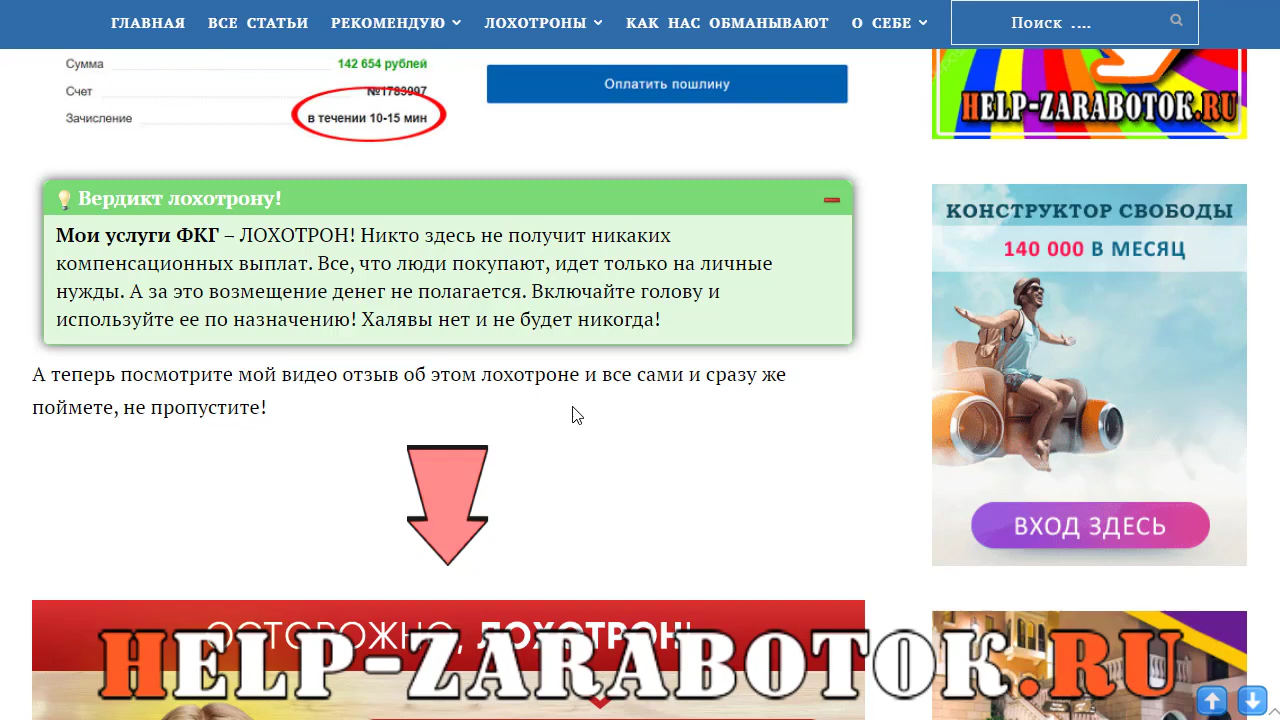 ГЛАВНАЯ ВСЕ СТАТЬИ РЕКОМЕНДУЮ ЛОХОТРОНЫ КАК НАС ОБМАНЫВАЮТ О СЕБЕ Поиск ....
Сумма 142 654 рублей
Счет №1783997
Зачисление в течении 10-15 мин
Оплатить пошлину
HELP-ZARABOTOK.RU
Вердикт лохотрону!
Мои услуги ФКГ – ЛОХОТРОН! Никто здесь не получит никаких
компенсационных выплат. Все, что люди покупают, идет только на личные
нужды. А за это возмещение денег не полагается. Включайте голову и
используйте ее по назначению! Халявы нет и не будет никогда!
А теперь посмотрите мой видео отзыв об этом лохотроне и все сами и сразу же
поймете, не пропустите!
КОНСТРУКТОР СВОБОДЫ
140 000 В МЕСЯЦ
ВХОД ЗДЕСЬ
ОСТОРОЖНО, ЛОХОТРОН!
HELP-ZARABOTOK.RU